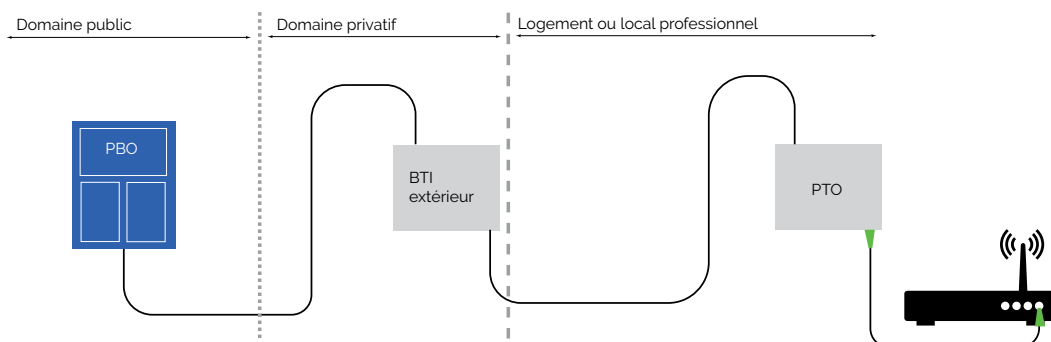 Domaine public
Domaine privatif
Logement ou local professionnel
PBO
BTI
extérieur
PTO